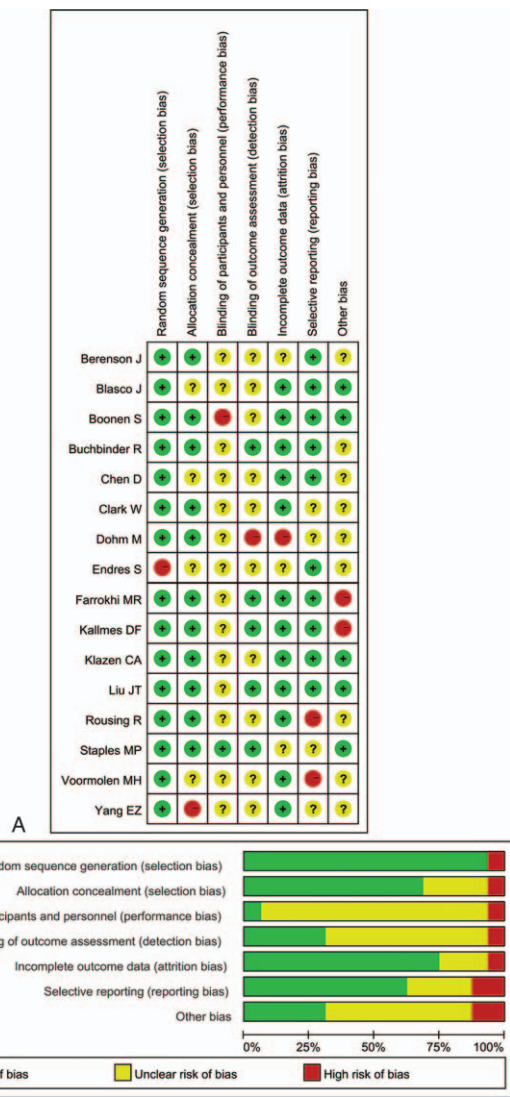 Random sequence generation (selection bias)
Allocation concealment (selection bias)
Blinding of participants and personnel (performance bias)
Blinding of outcome assessment (detection bias)
Incomplete outcome data (attrition bias)
Selective reporting (reporting bias)
Other bias
Berenson J + + ? ? ? + ?
Blasco J + ? ? ? + + +
Boonen S + + - ? + + +
Buchbinder R + + ? + + + ?
Chen D + ? ? ? + + ?
Clark W + + ? ? + ? ?
Dohm M + + ? - - ? ?
Endres S - ? ? ? ? + ?
Farrokhi MR + + ? + + + -
Kallmes DF + + ? + + + -
Klazen CA + + ? ? + + +
Liu JT + + ? + + + +
Rousing R + + ? ? + - ?
Staples MP + + + + ? ? +
Voormolen MH + ? ? ? + - ?
Yang EZ + - ? ? + ? ?
A
dom sequence generation (selection bias)
Allocation concealment (selection bias)
cipants and personnel (performance bias)
g of outcome assessment (detection bias)
Incomplete outcome data (attrition bias)
Selective reporting (reporting bias)
Other bias
0% 25% 50% 75% 100%
of bias Unclear risk of bias High risk of bias